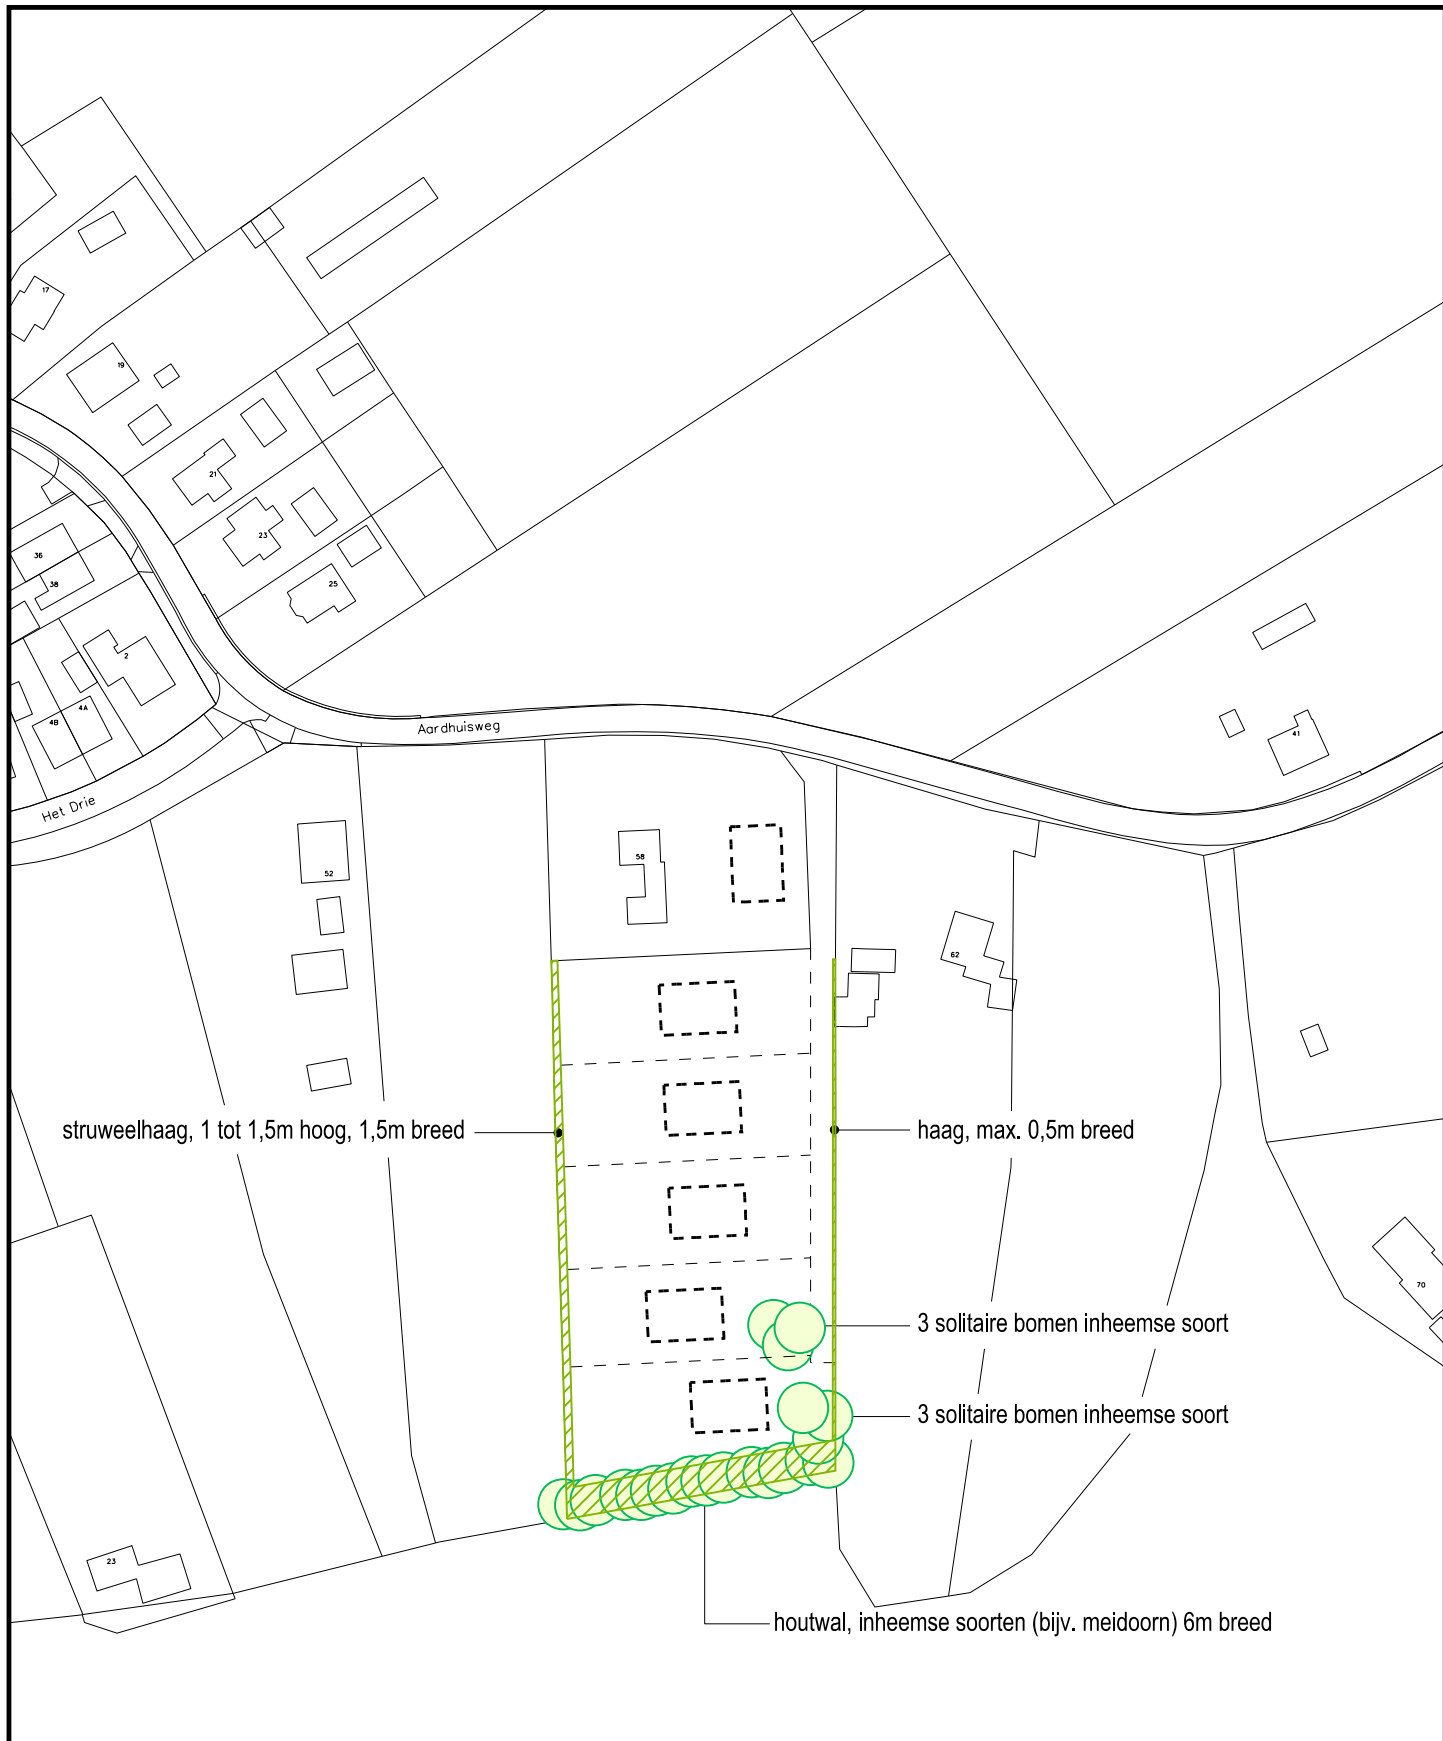 17
19
21
23
36
38
25
2
4A
4B
Aardhuisweg
41
Het Drie
58
52
62
struweelhaag, 1 tot 1,5m hoog, 1,5m breed
haag, max. 0,5m breed
70
3 solitaire bomen inheemse soort
3 solitaire bomen inheemse soort
23
houtwal, inheemse soorten (bijv. meidoorn) 6m breed